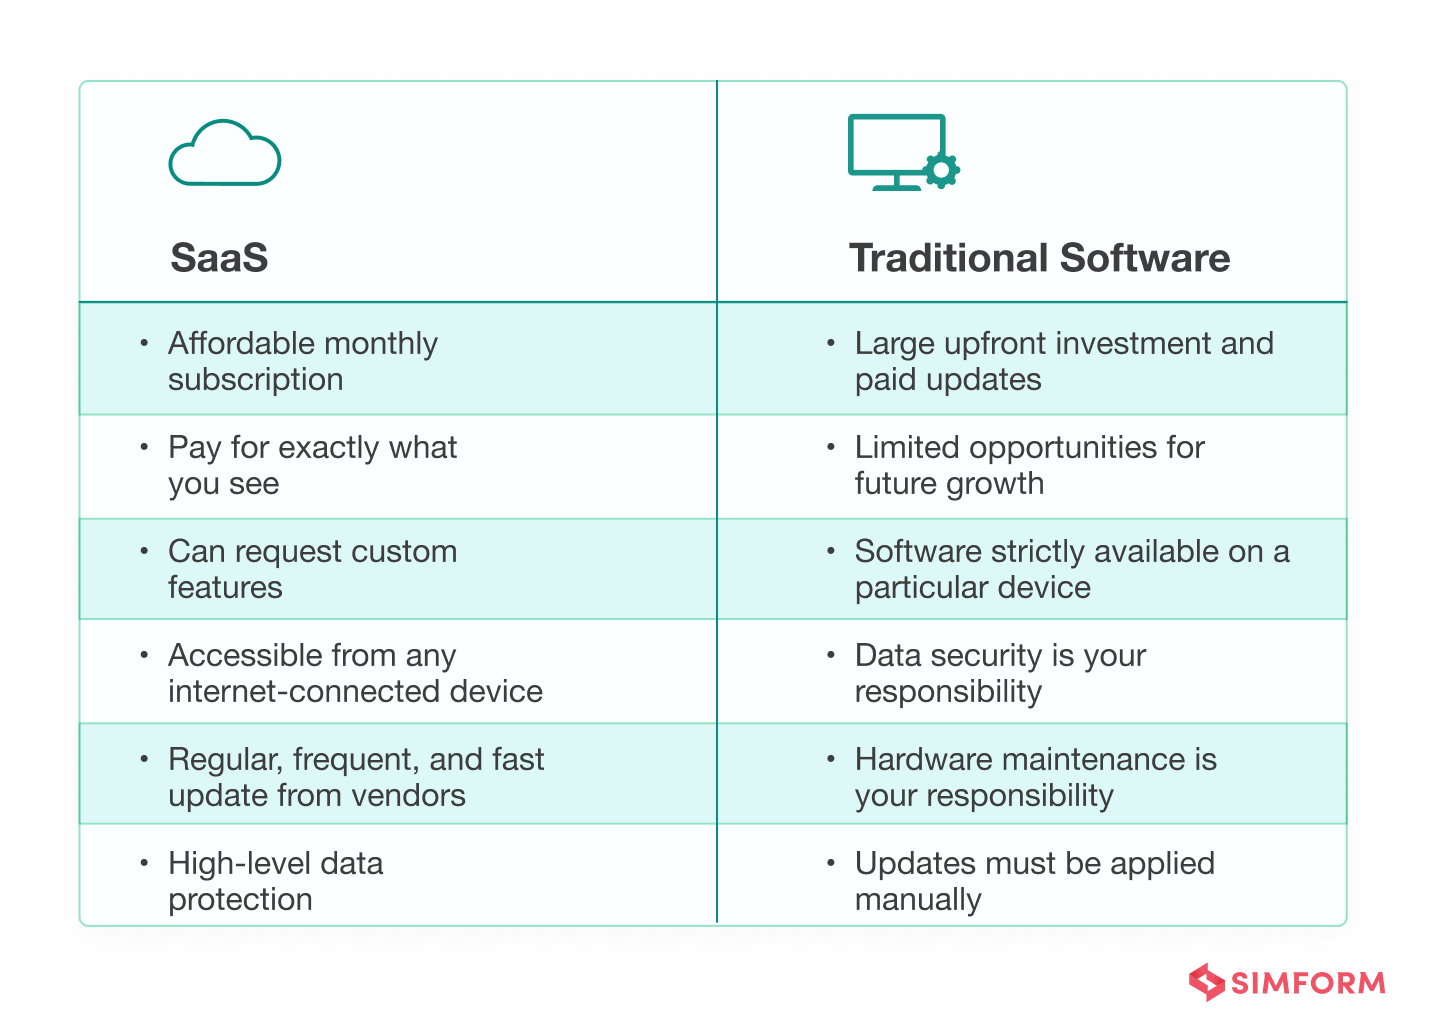 SaaS
Traditional Software
• Affordable monthly
subscription
• Large upfront investment and
paid updates
• Pay for exactly what
you see
• Limited opportunities for
future growth
• Can request custom
features
• Software strictly available on a
particular device
• Accessible from any
internet-connected device
• Data security is your
responsibility
• Regular, frequent, and fast
update from vendors
• Hardware maintenance is
your responsibility
• High-level data
protection
• Updates must be applied
manually
SIMFORM